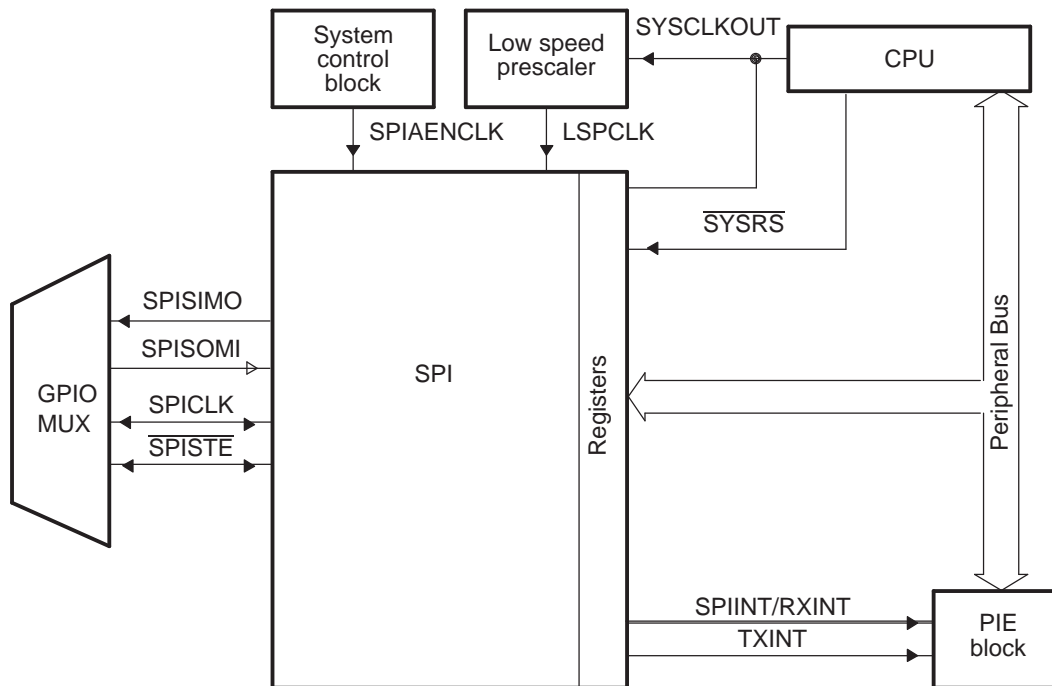 System
control
block
Low speed
prescaler
SYSCLKOUT
CPU
SPIAENCLK
LSPCLK
SYSRS
SPISIMO
SPISOMI
SPICLK
SPISTE
GPIO
MUX
SPI
Registers
Peripheral Bus
SPIINT/RXINT
TXINT
PIE
block